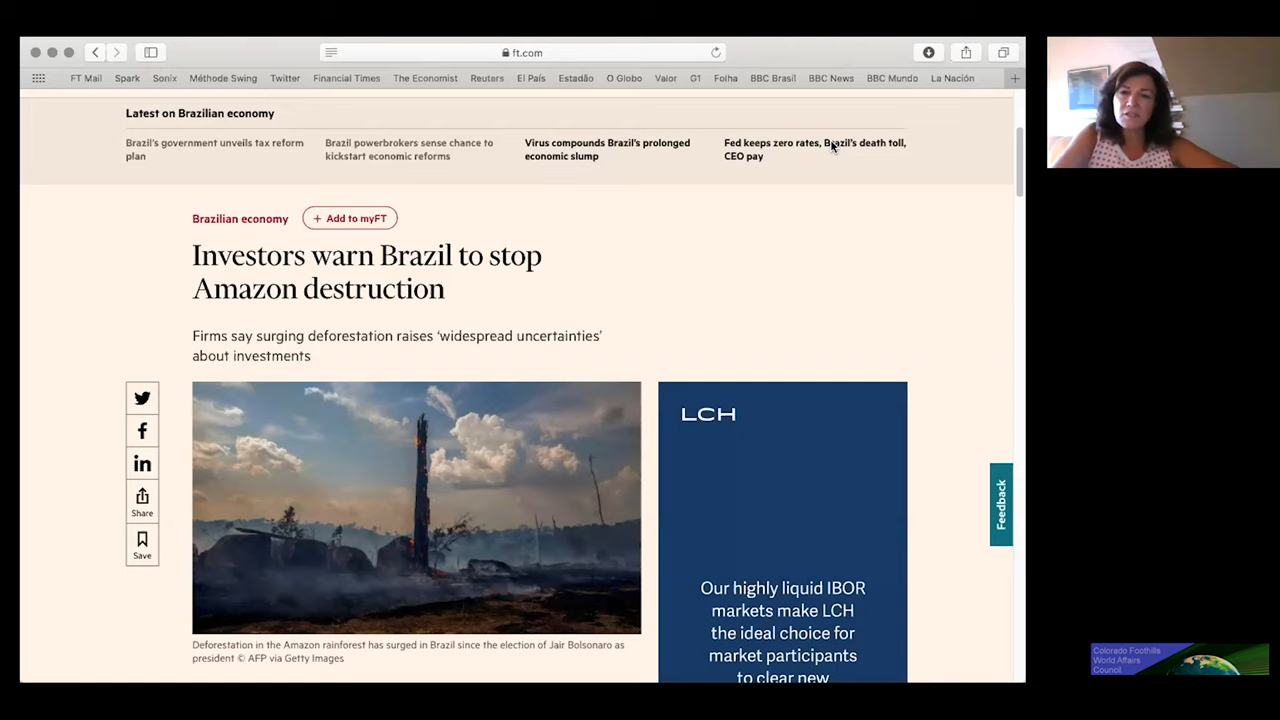 ft.com
FT Mail Spark Sonix Méthode Swing Twitter Financial Times The Economist Reuters El País Estadão O Globo Valor G1 Folha BBC Brasil BBC News BBC Mundo La Nación
Latest on Brazilian economy
Brazil's government unveils tax reform
plan
Brazil powerbrokers sense chance to
kickstart economic reforms
Virus compounds Brazil's prolonged
economic slump
Fed keeps zero rates, Brazil's death toll,
CEO pay
Brazilian economy
+ Add to myFT
Investors warn Brazil to stop
Amazon destruction
Firms say surging deforestation raises ‘widespread uncertainties’
about investments
Share
Save
Deforestation in the Amazon rainforest has surged in Brazil since the election of Jair Bolsonaro as
president © AFP via Getty Images
LCH
Our highly liquid IBOR
markets make LCH
the ideal choice for
market participants
to clear new
Feedback
Colorado Foothills
World Affairs
Council